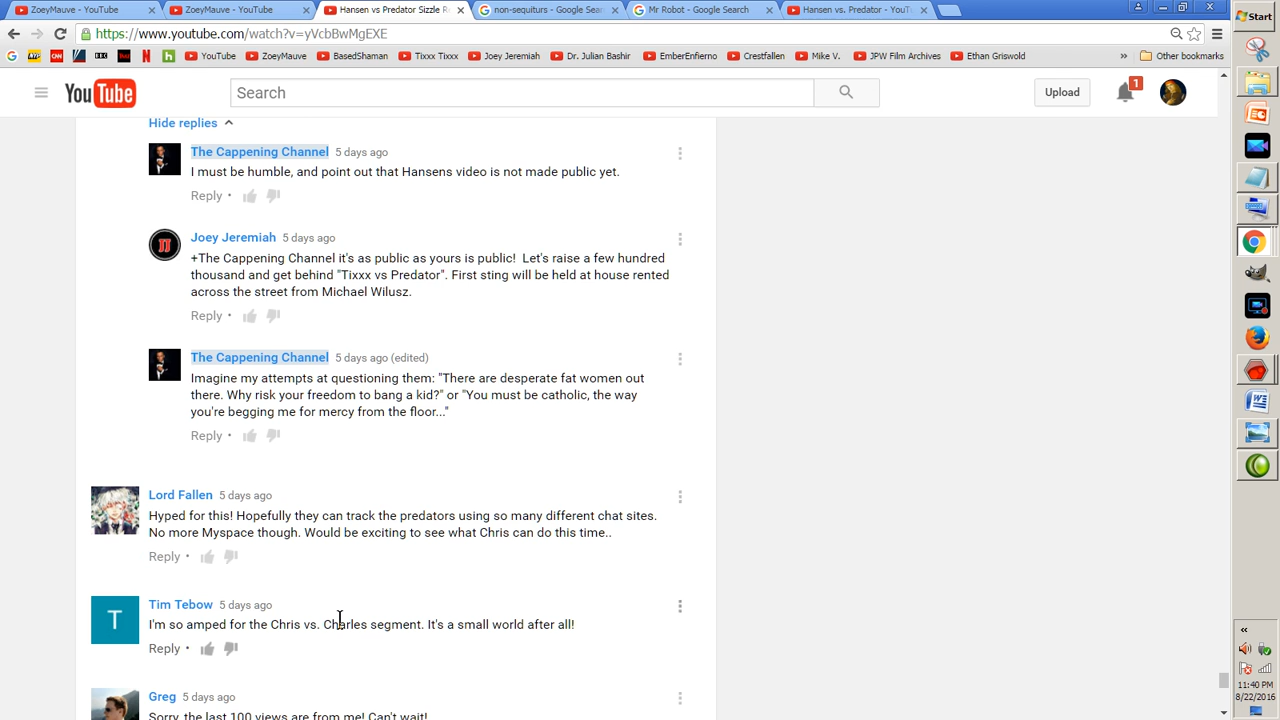 ZoeyMauve - YouTube
ZoeyMauve - YouTube
Hansen vs Predator Sizzle R
non-sequiturs - Google Sear
Mr Robot - Google Search
Hansen vs. Predator - YouT
https://www.youtube.com/watch?v=yVcbBwMgEXE
YouTube
ZoeyMauve
BasedShaman
Tixxx Tixxx
Joey Jeremiah
Dr. Julian Bashir
EmberEnfierno
Crestfallen
Mike V.
JPW Film Archives
Ethan Griswold
»
Other bookmarks
Start
YouTube
Search
Upload
1
Hide replies
The Cappening Channel 5 days ago
I must be humble, and point out that Hansens video is not made public yet.
Reply •
Joey Jeremiah 5 days ago
+The Cappening Channel it's as public as yours is public! Let's raise a few hundred
thousand and get behind "Tixxx vs Predator". First sting will be held at house rented
across the street from Michael Wilusz.
Reply •
The Cappening Channel 5 days ago (edited)
Imagine my attempts at questioning them: "There are desperate fat women out
there. Why risk your freedom to bang a kid?" or "You must be catholic, the way
you're begging me for mercy from the floor..."
Reply •
Lord Fallen 5 days ago
Hyped for this! Hopefully they can track the predators using so many different chat sites.
No more Myspace though. Would be exciting to see what Chris can do this time..
Reply •
T
Tim Tebow 5 days ago
I'm so amped for the Chris vs. Charles segment. It's a small world after all!
Reply •
Greg 5 days ago
Sorry, the last 100 views are from me! Can't wait!
«
11:40 PM
8/22/2016